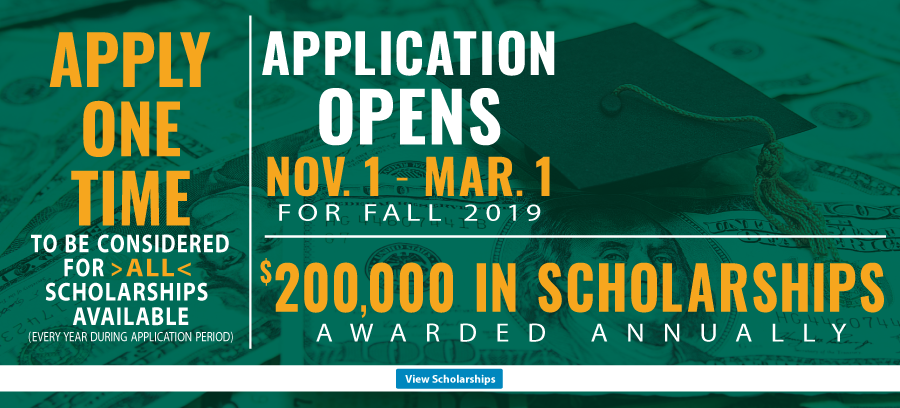 APPLY
ONE
TIME
TO BE CONSIDERED
FOR >ALL<
SCHOLARSHIPS
AVAILABLE
(EVERY YEAR DURING APPLICATION PERIOD)
APPLICATION
OPENS
NOV. 1 - MAR. 1
FOR FALL 2019
$200,000 IN SCHOLARSHIPS
AWARDED ANNUALLY
View Scholarships